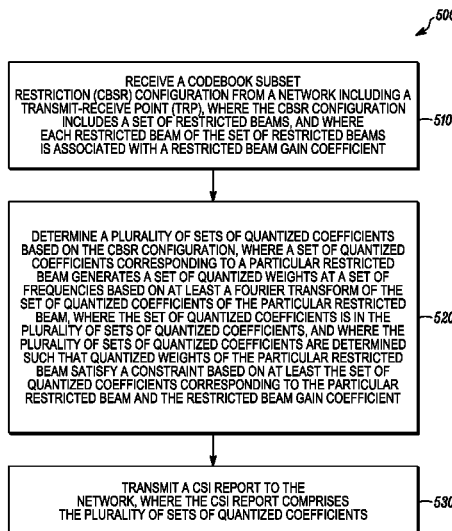 500
RECEIVE A CODEBOOK SUBSET
RESTRICTION (CBSR) CONFIGURATION FROM A NETWORK INCLUDING A
TRANSMIT-RECEIVE POINT (TRP), WHERE THE CBSR CONFIGURATION
INCLUDES A SET OF RESTRICTED BEAMS, AND WHERE
EACH RESTRICTED BEAM OF THE SET OF RESTRICTED BEAMS
IS ASSOCIATED WITH A RESTRICTED BEAM GAIN COEFFICIENT
510
DETERMINE A PLURALITY OF SETS OF QUANTIZED COEFFICIENTS
BASED ON THE CBSR CONFIGURATION, WHERE A SET OF QUANTIZED
COEFFICIENTS CORRESPONDING TO A PARTICULAR RESTRICTED
BEAM GENERATES A SET OF QUANTIZED WEIGHTS AT A SET OF
FREQUENCIES BASED ON AT LEAST A FOURIER TRANSFORM OF THE
SET OF QUANTIZED COEFFICIENTS OF THE PARTICULAR RESTRICTED
BEAM, WHERE THE SET OF QUANTIZED COEFFICIENTS IS IN THE
PLURALITY OF SETS OF QUANTIZED COEFFICIENTS, AND WHERE THE
PLURALITY OF SETS OF QUANTIZED COEFFICIENTS ARE DETERMINED
SUCH THAT QUANTIZED WEIGHTS OF THE PARTICULAR RESTRICTED
BEAM SATISFY A CONSTRAINT BASED ON AT LEAST THE SET OF
QUANTIZED COEFFICIENTS CORRESPONDING TO THE PARTICULAR
RESTRICTED BEAM AND THE RESTRICTED BEAM GAIN COEFFICIENT
520
TRANSMIT A CSI REPORT TO THE
NETWORK, WHERE THE CSI REPORT COMPRISES
THE PLURALITY OF SETS OF QUANTIZED COEFFICIENTS
530